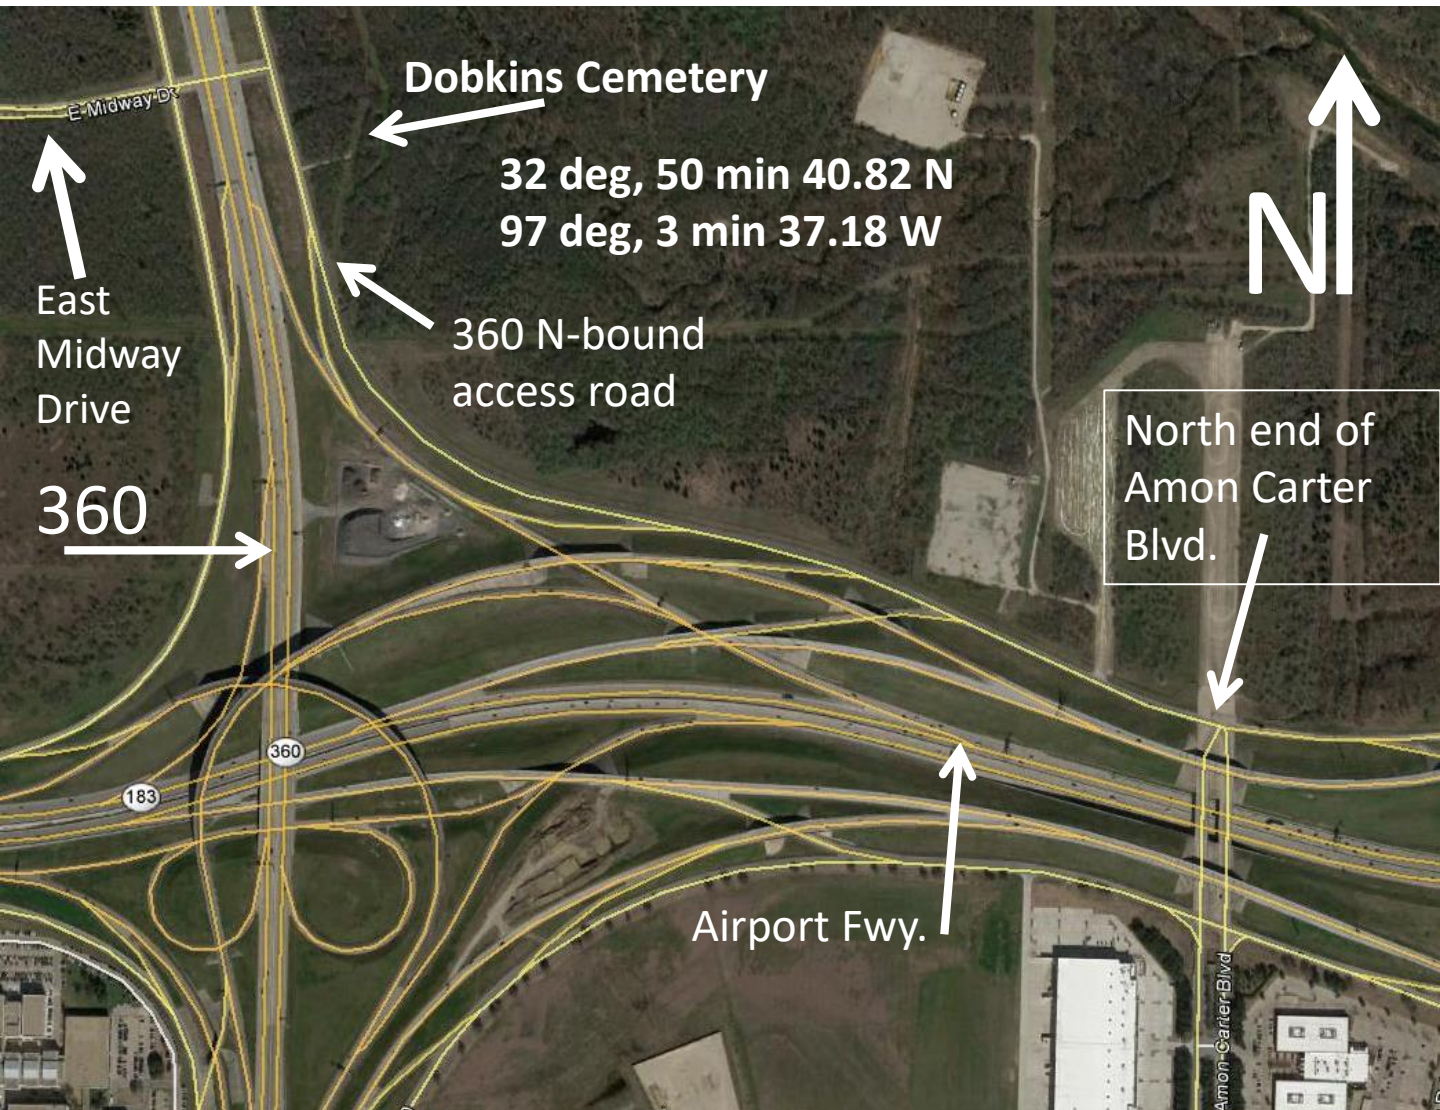 E Midway Dr
Dobkins Cemetery
32 deg, 50 min 40.82 N
97 deg, 3 min 37.18 W
N
East
Midway
Drive
360 N-bound
access road
North end of
Amon Carter
Blvd.
360
360
183
Airport Fwy.
Amon Carter Blvd